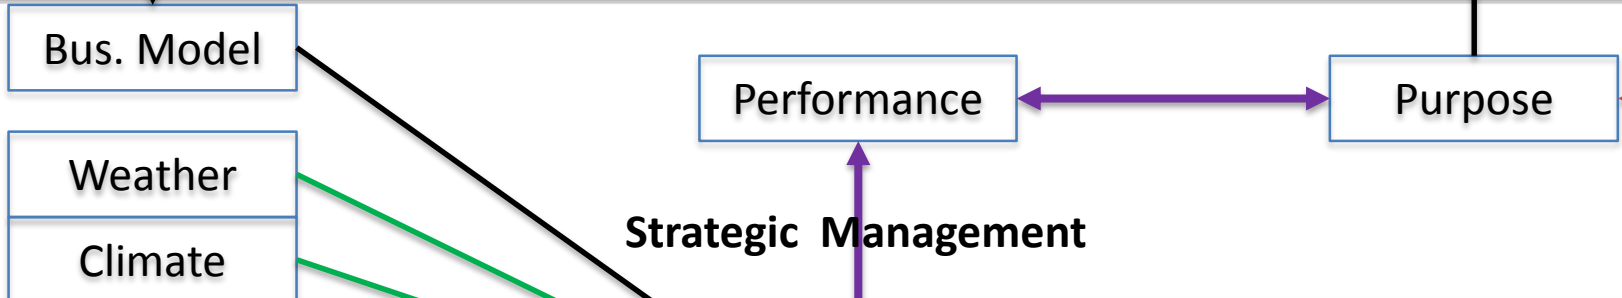 Bus. Model
Performance
Purpose
Weather
Strategic  Management
Climate